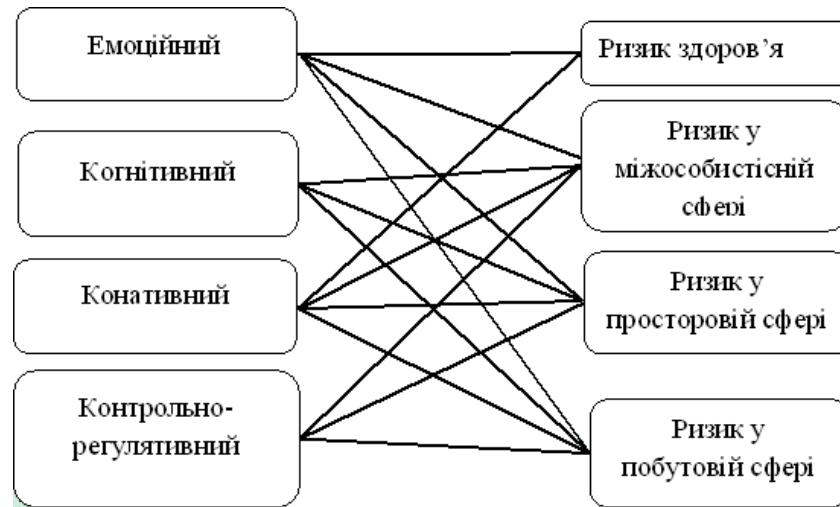 Емоційний
Когнітивний
Конативний
Контрольно-
регулятивний
Ризик здоров’я
Ризик у
міжособистісній
сфері
Ризик у
просторовій сфері
Ризик у
побутовій сфері